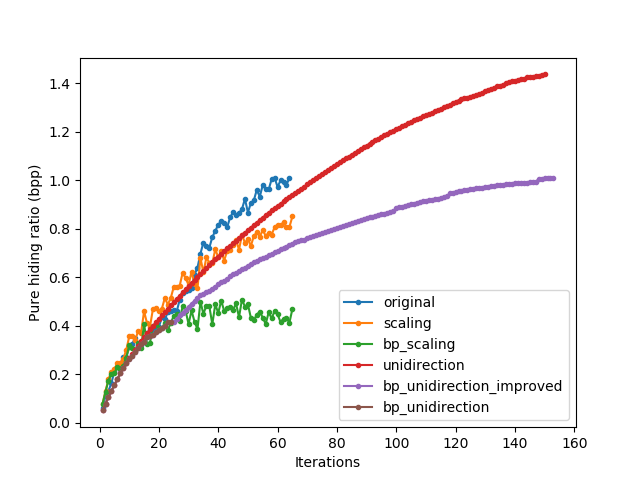 1.4
1.2
1.0
0.8
0.6
0.4
0.2
0.0
Pure hiding ratio (bpp)
original
scaling
bp_scaling
unidirection
bp_unidirection_improved
bp_unidirection
0 20 40 60 80 100 120 140 160
Iterations